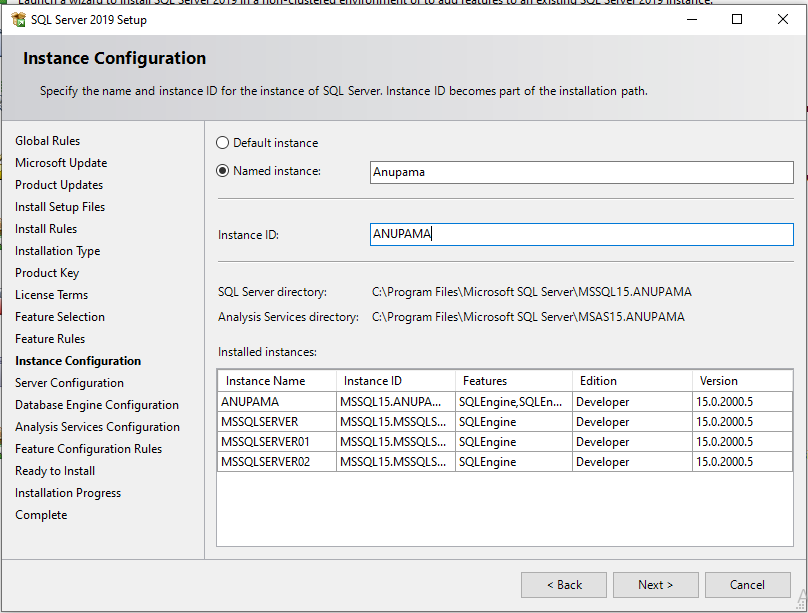 Launch a wizard to install SQL Server 2019 in a non-clustered environment or to add features to an existing SQL Server 2019 instance.
SQL Server 2019 Setup
Instance Configuration
Specify the name and instance ID for the instance of SQL Server. Instance ID becomes part of the installation path.
Global Rules
Microsoft Update
Product Updates
Install Setup Files
Install Rules
Installation Type
Product Key
License Terms
Feature Selection
Feature Rules
Instance Configuration
Server Configuration
Database Engine Configuration
Analysis Services Configuration
Feature Configuration Rules
Ready to Install
Installation Progress
Complete
Default instance
Named instance: Anupama
Instance ID: ANUPAMA
SQL Server directory: C:\Program Files\Microsoft SQL Server\MSSQL15.ANUPAMA
Analysis Services directory: C:\Program Files\Microsoft SQL Server\MSAS15.ANUPAMA
Installed instances:
Instance Name Instance ID Features Edition Version
ANUPAMA MSSQL15.ANUPA... SQLEngine,SQLEn... Developer 15.0.2000.5
MSSQLSERVER MSSQL15.MSSQLS... SQLEngine Developer 15.0.2000.5
MSSQLSERVER01 MSSQL15.MSSQLS... SQLEngine Developer 15.0.2000.5
MSSQLSERVER02 MSSQL15.MSSQLS... SQLEngine Developer 15.0.2000.5
< Back Next > Cancel